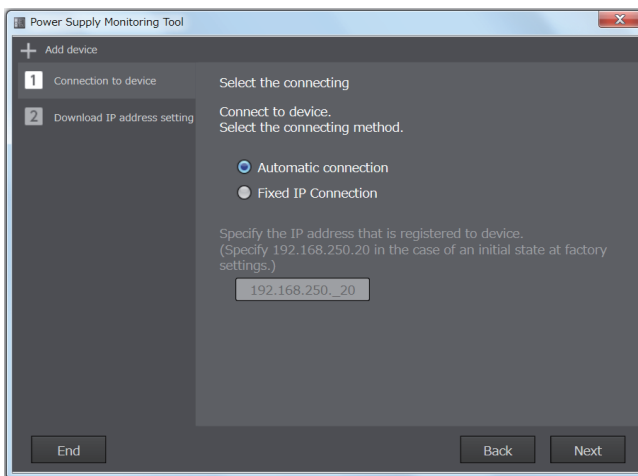 Power Supply Monitoring Tool
Add device
1 Connection to device
2 Download IP address setting
Select the connecting
Connect to device.
Select the connecting method.
Automatic connection
Fixed IP Connection
Specify the IP address that is registered to device.
(Specify 192.168.250.20 in the case of an initial state at factory
settings.)
192.168.250._20
End
Back
Next